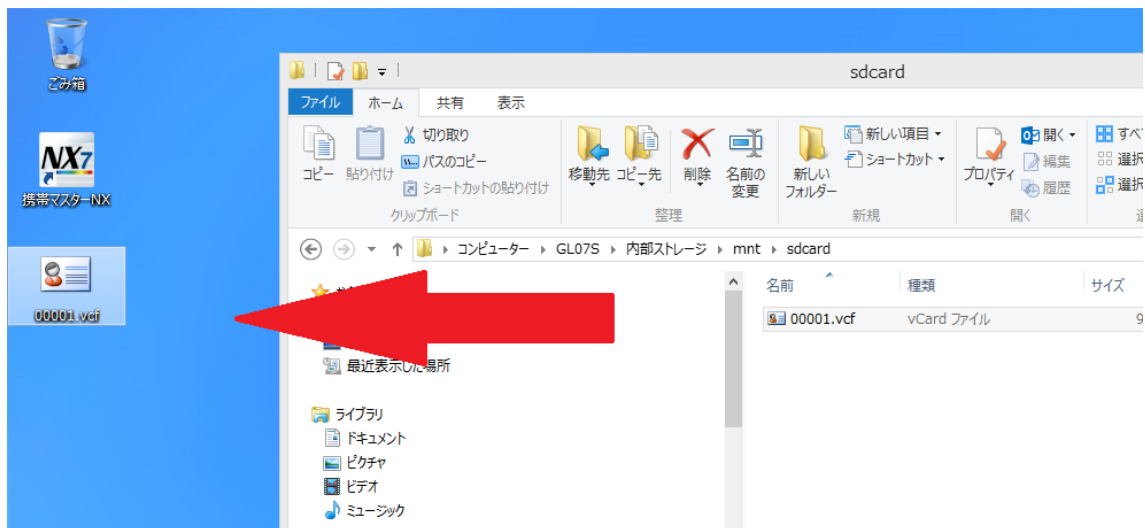 ごみ箱
NX7
携帯マスターNX
00001.vcf
sdcard
ファイル ホーム 共有 表示
コピー
貼り付け
切り取り
パスのコピー
ショートカットの貼り付け
クリップボード
移動先
コピー先
削除
名前の
変更
整理
新しい
フォルダー
新しい項目
ショートカット
新規
プロパティ
開く
編集
履歴
開く
すべ
選択
選択
コンピューター GL07S 内部ストレージ mnt sdcard
名前 種類 サイズ
00001.vcf vCard ファイル 9
最近表示した場所
ライブラリ
ドキュメント
ピクチャ
ビデオ
ミュージック